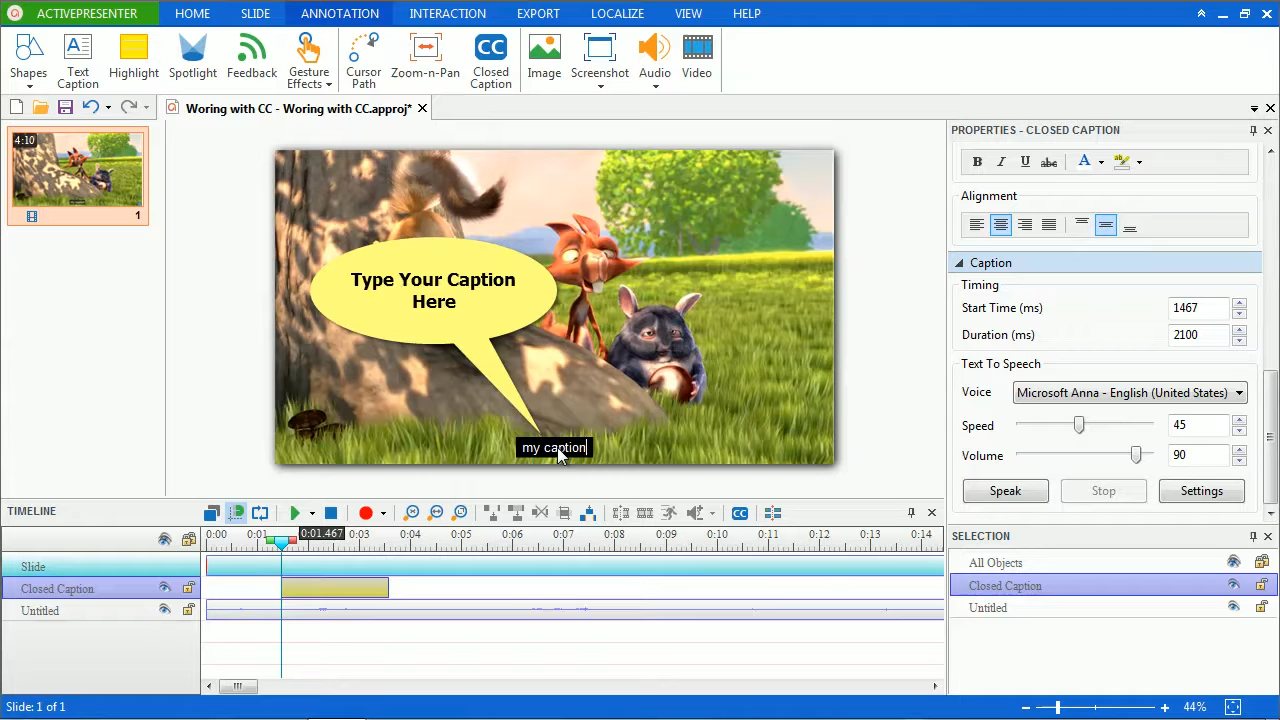 ACTIVEPRESENTER HOME SLIDE ANNOTATION INTERACTION EXPORT LOCALIZE VIEW HELP
Shapes Text Caption Highlight Spotlight Feedback Gesture Effects Cursor Path Zoom-n-Pan Closed Caption Image Screenshot Audio Video
Woring with CC - Woring with CC.approj*
4:10
1
Type Your Caption
Here
my caption
PROPERTIES - CLOSED CAPTION
B I U abc A ab
Alignment
Caption
Timing
Start Time (ms) 1467
Duration (ms) 2100
Text To Speech
Voice Microsoft Anna - English (United States)
Speed 45
Volume 90
Speak Stop Settings
TIMELINE
CC
0:00 0:01 0:01.467 0:03 0:04 0:05 0:06 0:07 0:08 0:10 0:11 0:12 0:13 0:14
Slide
Closed Caption
Untitled
SELECTION
All Objects
Closed Caption
Untitled
Slide: 1 of 1
44%